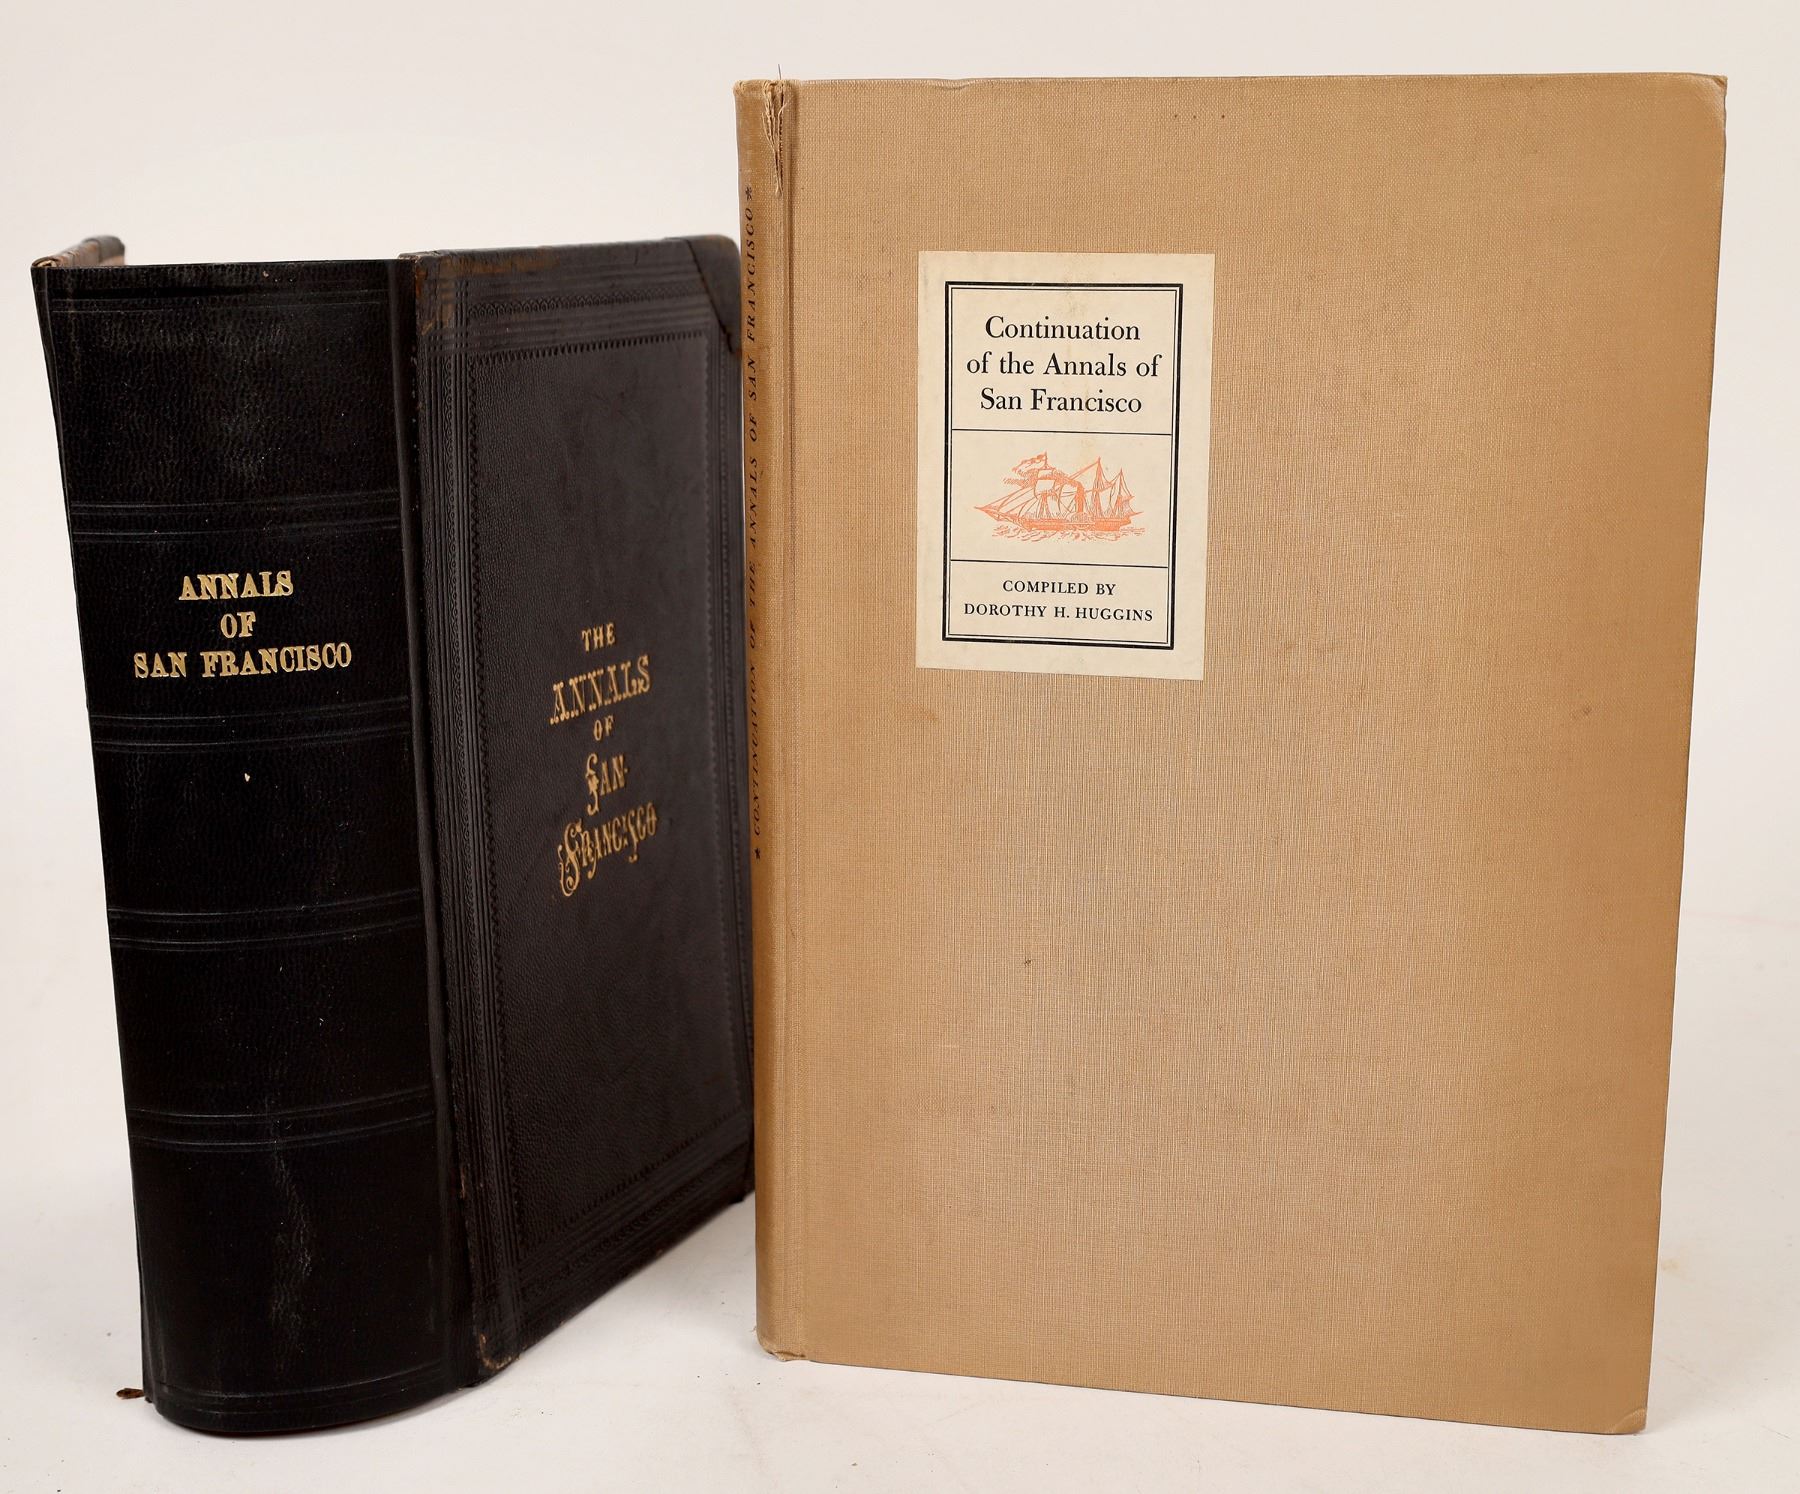 ANNALS
OF
SAN FRANCISCO
THE
ANNALS
OF
SAN
FRANCISCO
* CONTINUATION OF THE ANNALS OF SAN FRANCISCO *
Continuation
of the Annals of
San Francisco
COMPILED BY
DOROTHY H. HUGGINS